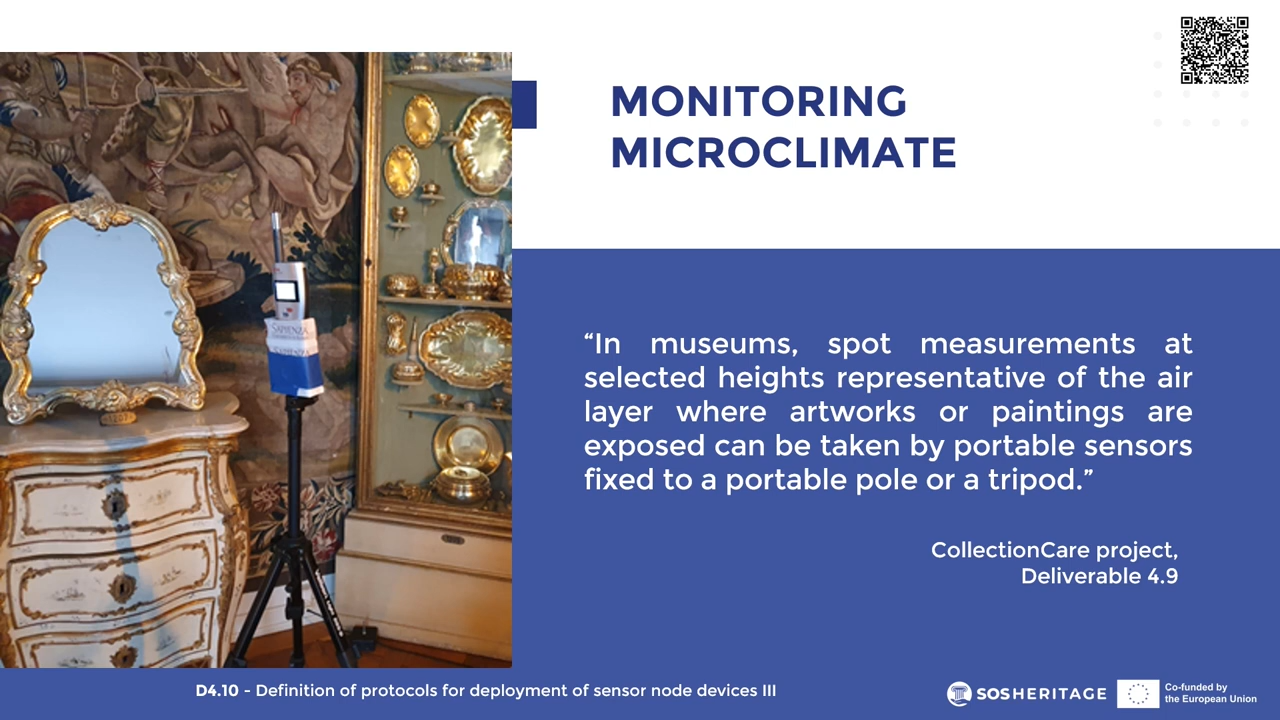 MONITORING
MICROCLIMATE
“In museums, spot measurements at
selected heights representative of the air
layer where artworks or paintings are
exposed can be taken by portable sensors
fixed to a portable pole or a tripod.”
CollectionCare project,
Deliverable 4.9
SAPIENZA
SAPIENZA
D4.10 - Definition of protocols for deployment of sensor node devices III
SOSHERITAGE
Co-funded by
the European Union